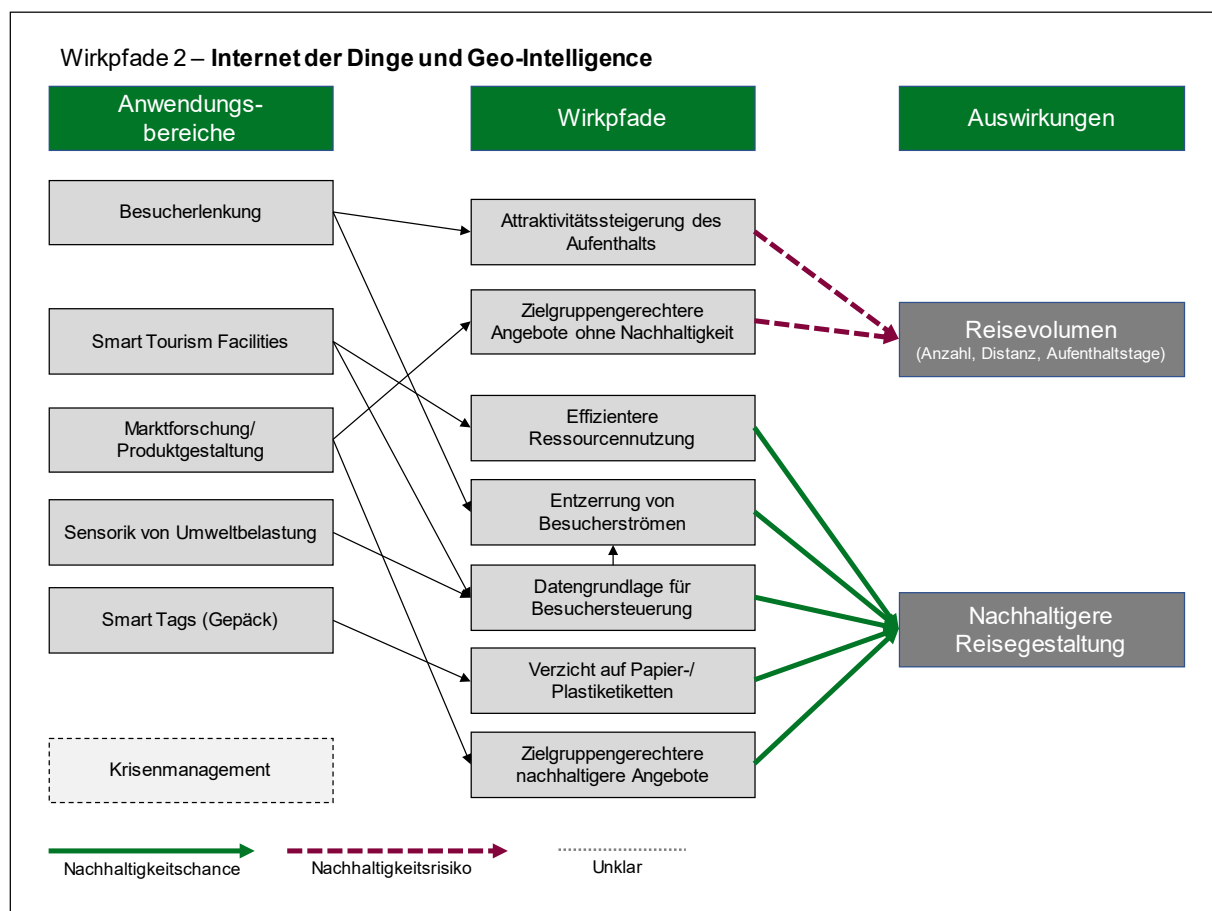 Wirkpfade 2 – Internet der Dinge und Geo-Intelligence
Anwendungs-
bereiche
Wirkpfade
Auswirkungen
Besucherlenkung
Smart Tourism Facilities
Marktforschung/
Produktgestaltung
Sensorik von Umweltbelastung
Smart Tags (Gepäck)
Krisenmanagement
Attraktivitätssteigerung des
Aufenthalts
Zielgruppengerechtere
Angebote ohne Nachhaltigkeit
Effizientere
Ressourcennutzung
Entzerrung von
Besucherströmen
Datengrundlage für
Besuchersteuerung
Verzicht auf Papier-/
Plastiketiketten
Zielgruppengerechtere
nachhaltigere Angebote
Reisevolumen
(Anzahl, Distanz, Aufenthaltstage)
Nachhaltigere
Reisegestaltung
Nachhaltigkeitschance
Nachhaltigkeitsrisiko
Unklar